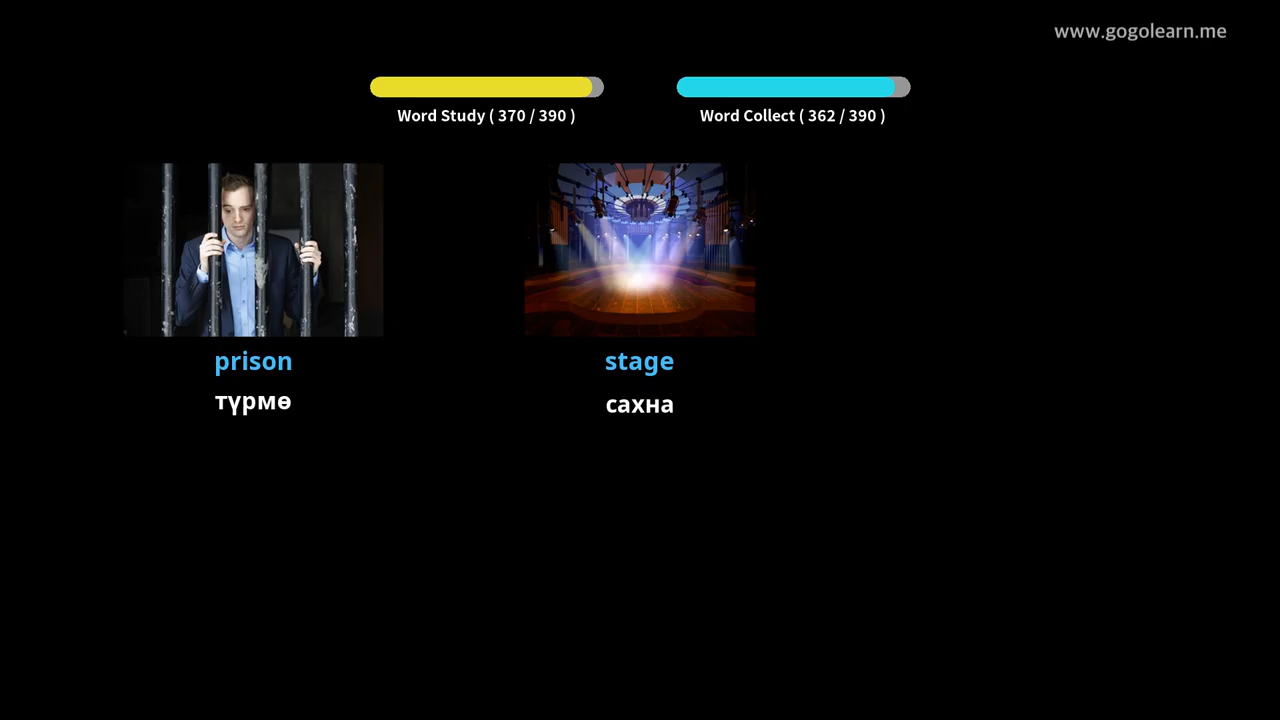 www.gogolearn.me
Word Study ( 370 / 390 )
Word Collect ( 362 / 390 )
prison
түрмө
stage
сахна